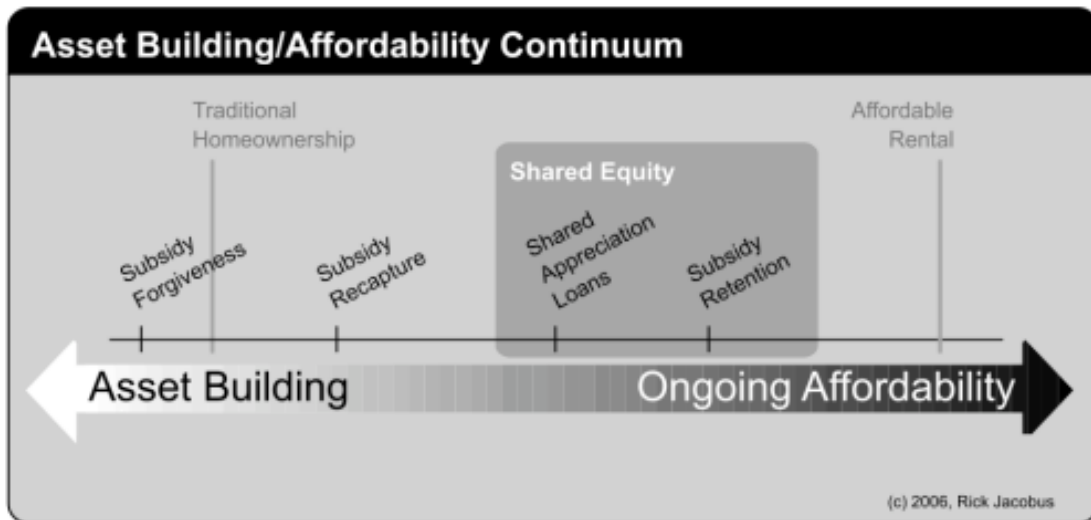 Asset Building/Affordability Continuum
Traditional
Homeownership
Affordable
Rental
Shared Equity
Subsidy
Forgiveness
Subsidy
Recapture
Shared
Appreciation
Loans
Subsidy
Retention
Asset Building
Ongoing Affordability
(c) 2006, Rick Jacobus